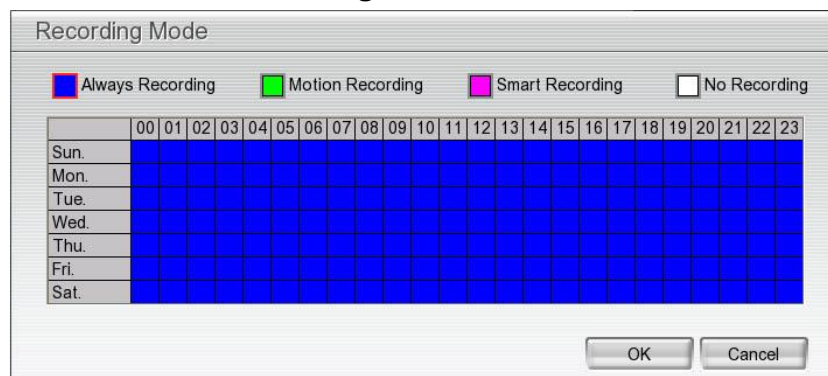 Recording Mode
Always Recording Motion Recording Smart Recording No Recording
00 01 02 03 04 05 06 07 08 09 10 11 12 13 14 15 16 17 18 19 20 21 22 23
Sun.
Mon.
Tue.
Wed.
Thu.
Fri.
Sat.
OK Cancel